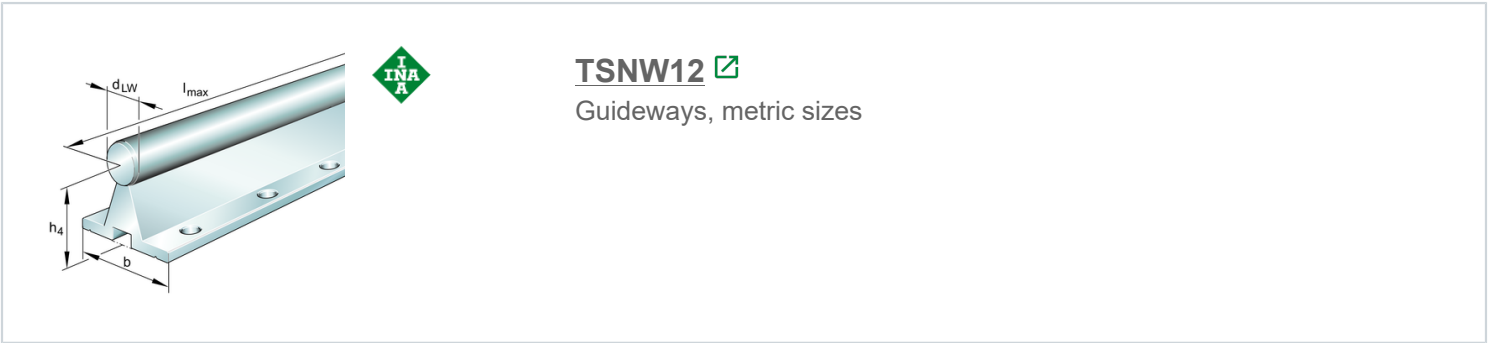 dLW
lmax
h4
b
I
INA
A
TSNW12
Guideways, metric sizes